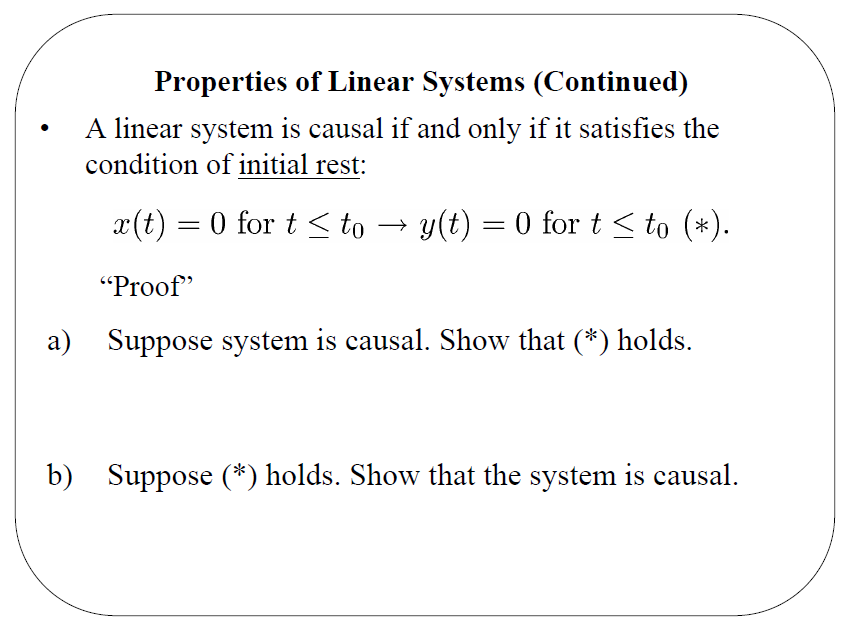 Properties of Linear Systems (Continued)
• A linear system is causal if and only if it satisfies the
condition of initial rest:
x(t) = 0 for t ≤ t₀ → y(t) = 0 for t ≤ t₀ (∗).
“Proof”
a) Suppose system is causal. Show that (*) holds.
b) Suppose (*) holds. Show that the system is causal.